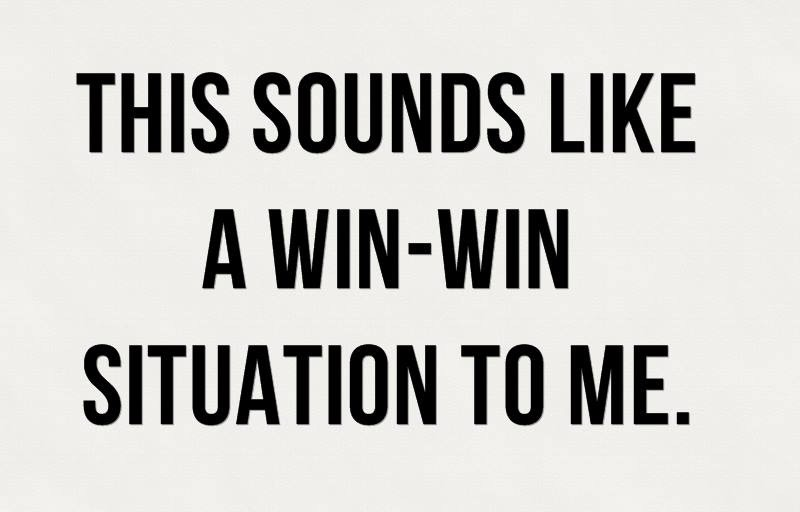 THIS SOUNDS LIKE
A WIN-WIN
SITUATION TO ME.